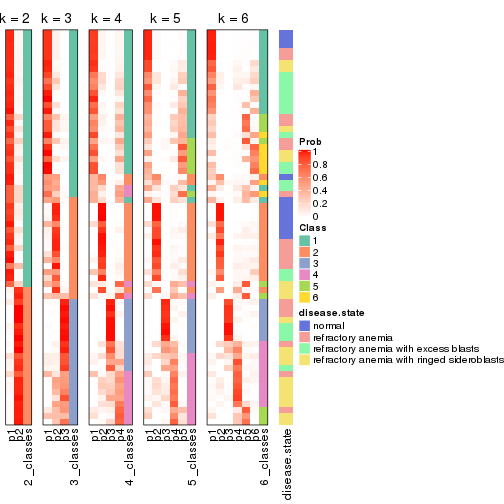 k = 2
k = 3
k = 4
k = 5
k = 6
Prob
1
0.8
0.6
0.4
0.2
0
Class
1
2
3
4
5
6
disease.state
normal
refractory anemia
refractory anemia with excess blasts
refractory anemia with ringed sideroblasts
p1
p2
2_classes
p1
p2
p3
3_classes
p1
p2
p3
p4
4_classes
p1
p2
p3
p4
p5
5_classes
p1
p2
p3
p4
p5
p6
6_classes
disease.state